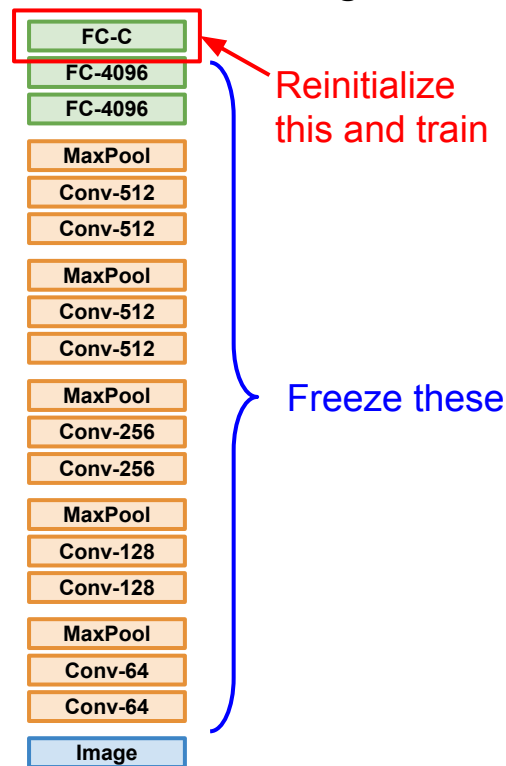 FC-C
FC-4096
FC-4096
Reinitialize
this and train
MaxPool
Conv-512
Conv-512
MaxPool
Conv-512
Conv-512
MaxPool
Conv-256
Conv-256
Freeze these
MaxPool
Conv-128
Conv-128
MaxPool
Conv-64
Conv-64
Image